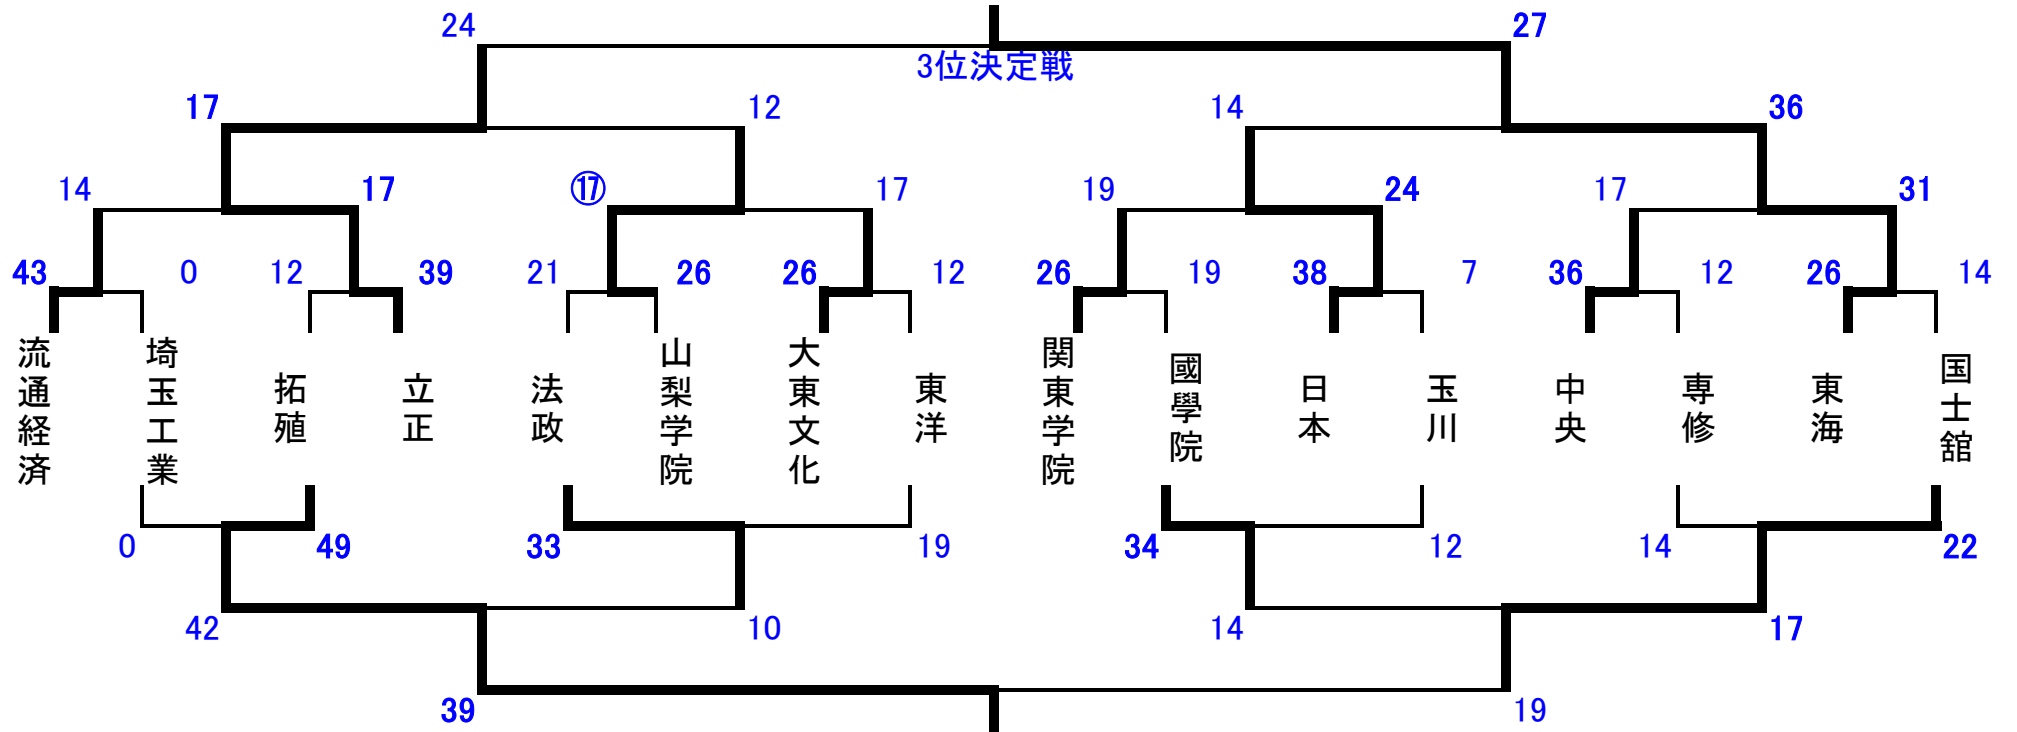 24 27
3位決定戦
17 12 14 36
14 17 ⑰ 17 19 24 17 31
43 0 12 39 21 26 26 12 26 19 38 7 36 12 26 14
流通経済
埼玉工業
拓殖
立正
法政
山梨学院
大東文化
東洋
関東学院
國學院
日本
玉川
中央
専修
東海
国士舘
0 49 33 19 34 12 14 22
42 10 14 17
39 19